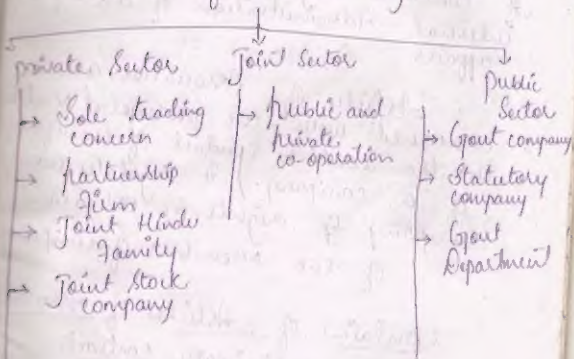 private Sector
Sole trading
concern
partnership
firm
Joint Hindu
Family
Joint Stock
company
Joint Sector
public and
private
co-operation
Public
Sector
Govt company
Statutory
company
Govt
Department